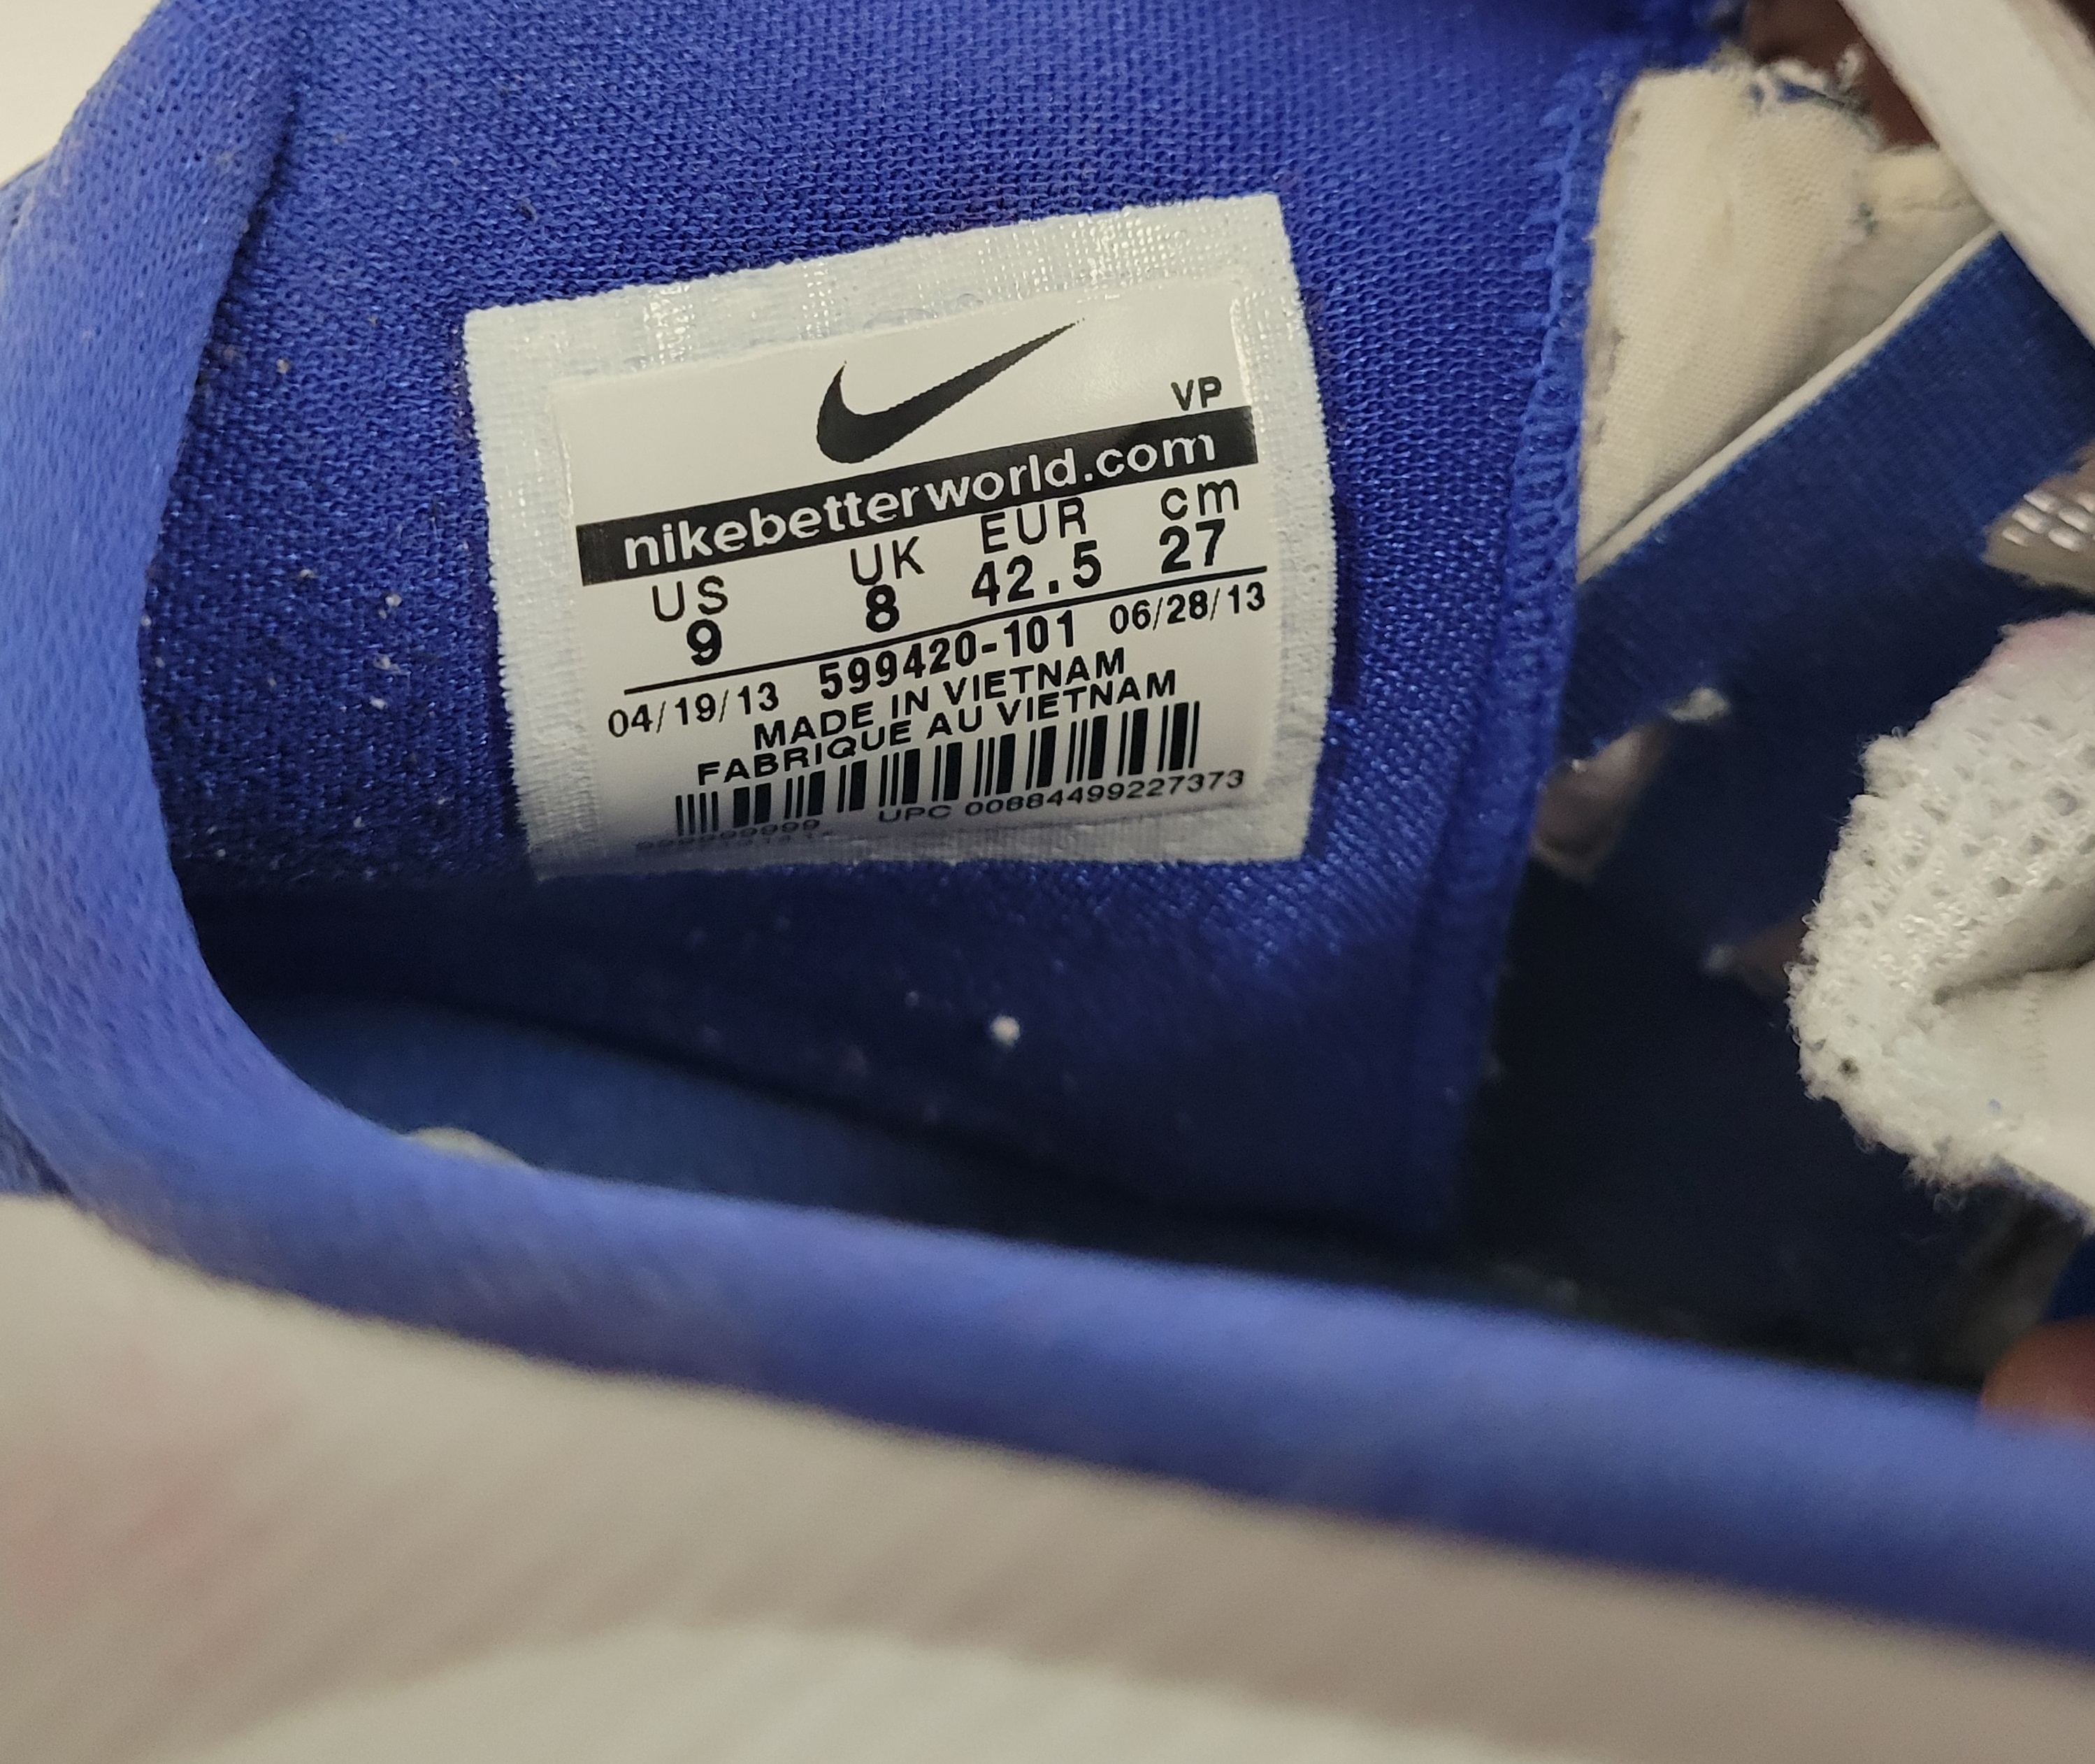 VP
nikebetterworld.com
US UK EUR cm
9 8 42.5 27
04/19/13 599420-101 06/28/13
MADE IN VIETNAM
FABRIQUE AU VIETNAM
UPC 00884499227373